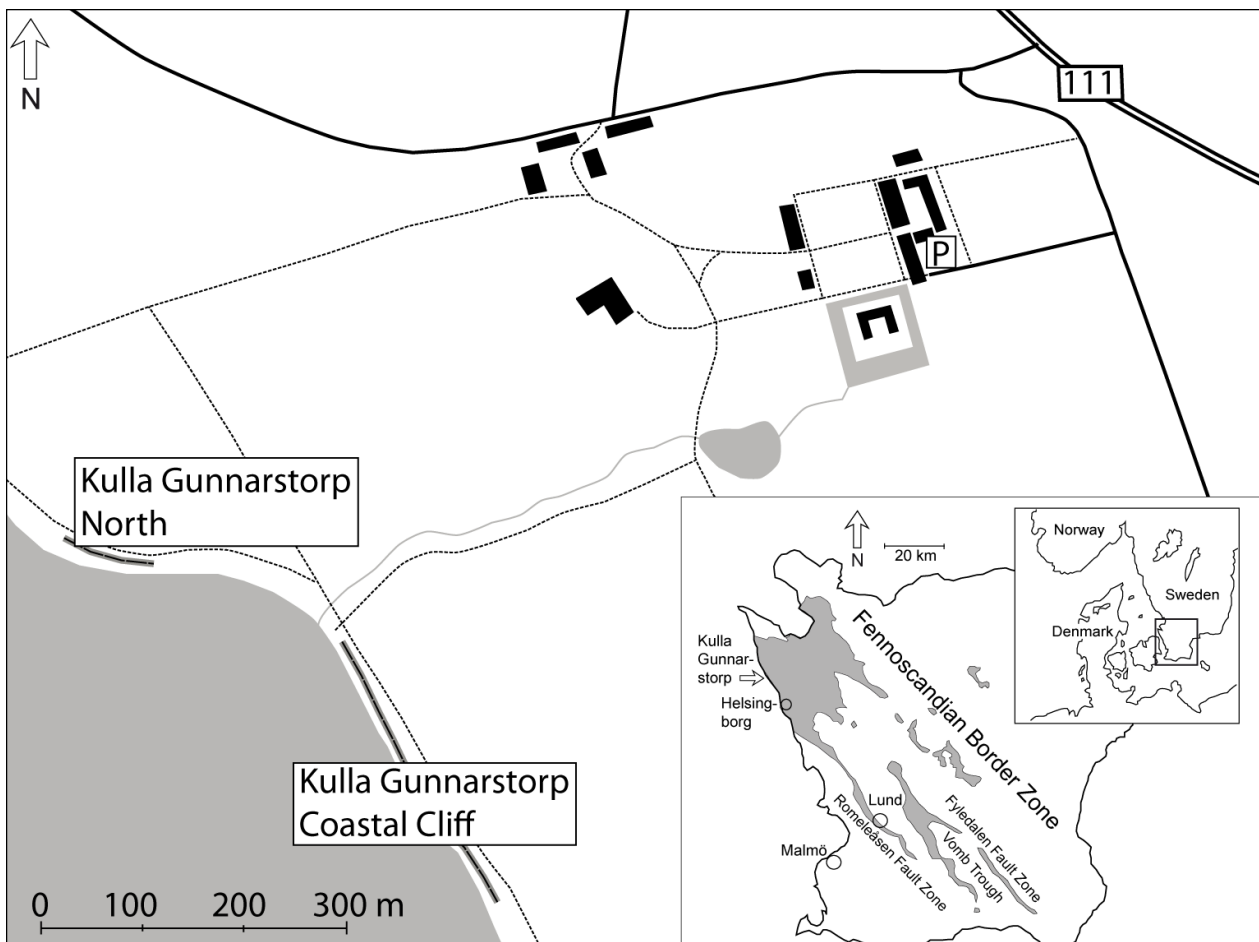 N
111
P
Kulla Gunnarstorp
North
Kulla Gunnarstorp
Coastal Cliff
0 100 200 300 m
N
20 km
Fennoscandian Border Zone
Kulla
Gunnar-
storp
Helsing-
borg
Lund
Malmö
Romeleåsen Fault Zone
Vomb Trough
Fyledalen Fault Zone
Norway
Sweden
Denmark